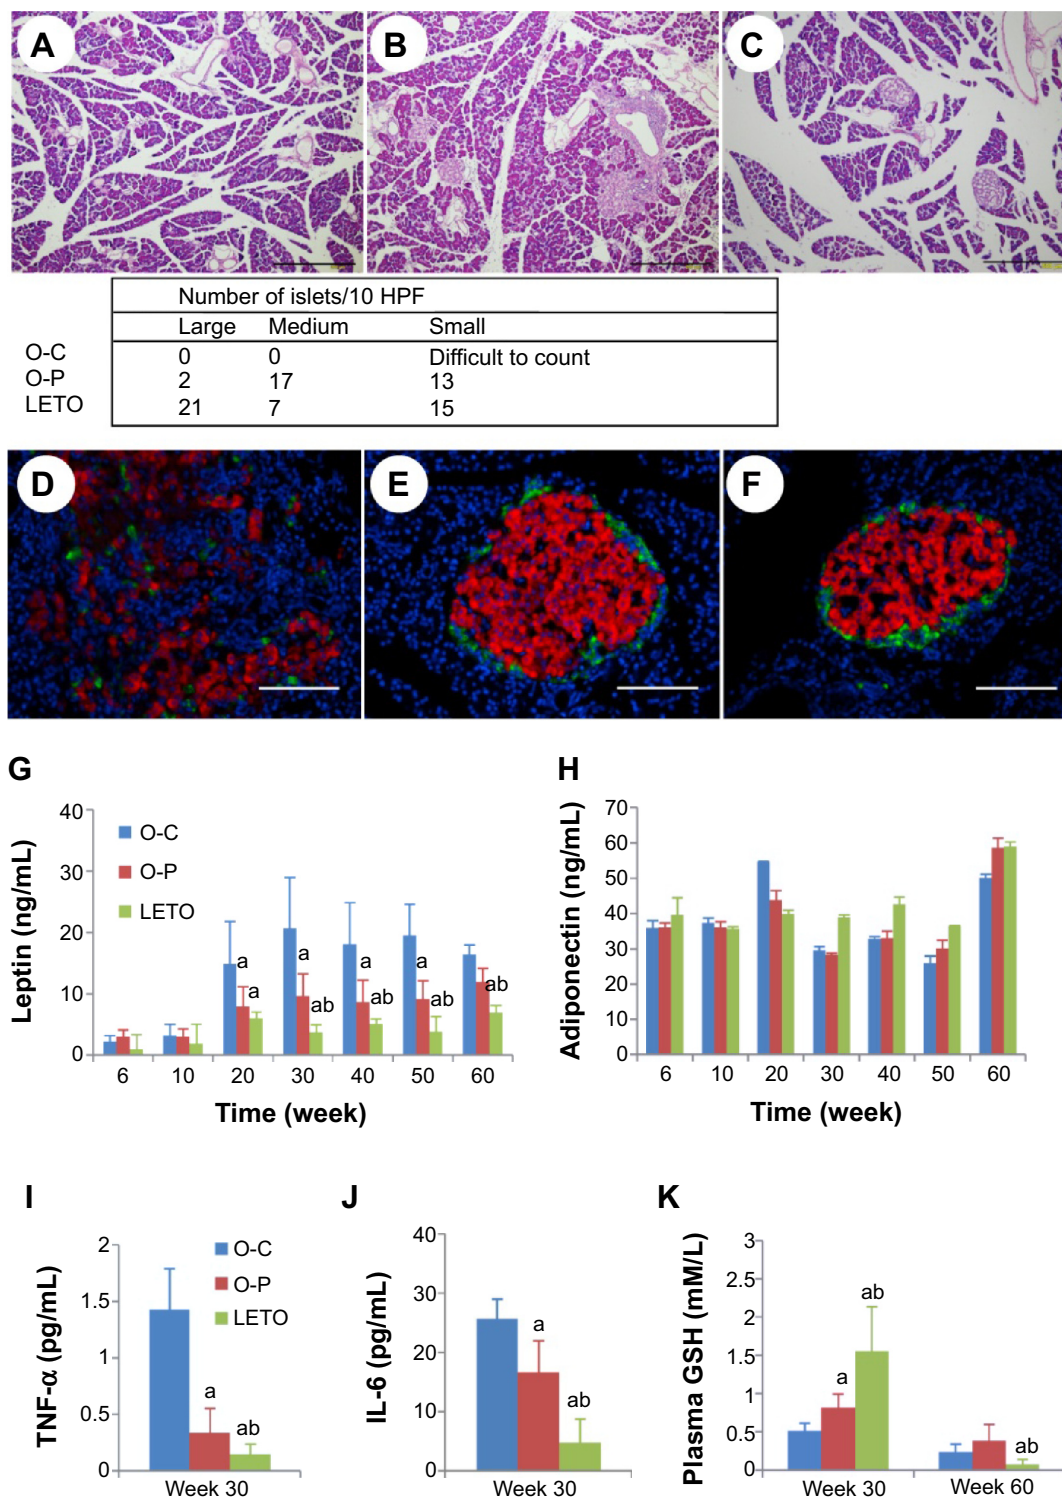 A
B
C
Number of islets/10 HPF
Large Medium Small
O-C 0 0 Difficult to count
O-P 2 17 13
LETO 21 7 15
D
E
F
G
Leptin (ng/mL)
40
30
20
10
0
O-C
O-P
LETO
a
a
a
ab
a
ab
a
ab
ab
6 10 20 30 40 50 60
Time (week)
H
Adiponectin (ng/mL)
70
60
50
40
30
20
10
0
6 10 20 30 40 50 60
Time (week)
I
TNF-α (pg/mL)
2
1.5
1
0.5
0
O-C
O-P
LETO
a
ab
Week 30
J
IL-6 (pg/mL)
40
30
20
10
0
a
ab
Week 30
K
Plasma GSH (mM/L)
3
2.5
2
1.5
1
0.5
0
a
ab
ab
Week 30 Week 60